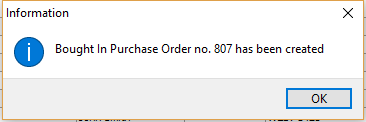 Information
Bought In Purchase Order no. 807 has been created
OK